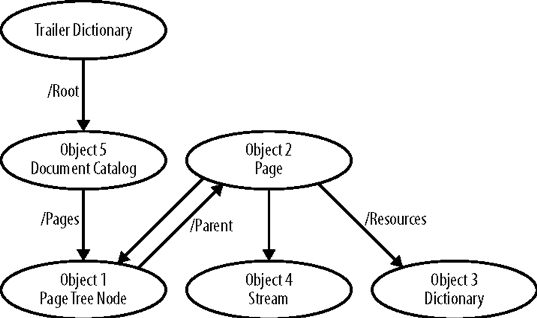 Trailer Dictionary
/Root
Object 5
Document Catalog
Object 2
Page
/Pages
/Parent
/Resources
Object 1
Page Tree Node
Object 4
Stream
Object 3
Dictionary